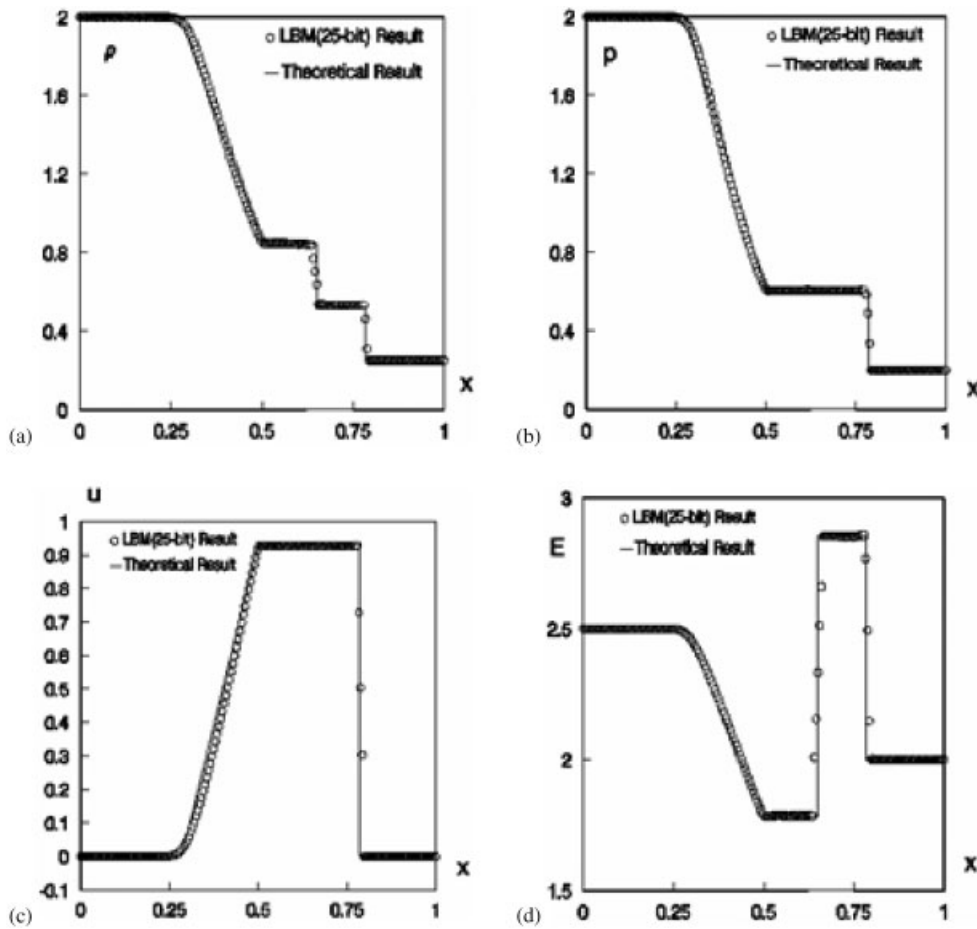 2
ρ
o LBM(25-bit) Result
— Theoretical Result
1.6
1.2
0.8
0.4
0
X
(a)
0 0.25 0.5 0.75 1
2
p
o LBM(25-bit) Result
— Theoretical Result
1.6
1.2
0.8
0.4
0
X
(b)
0 0.25 0.5 0.75 1
u
1
o LBM(25-bit) Result
— Theoretical Result
0.9
0.8
0.7
0.6
0.5
0.4
0.3
0.2
0.1
0
-0.1
X
(c)
0 0.25 0.5 0.75 1
3
o LBM(25-bit) Result
E
— Theoretical Result
2.5
2
1.5
X
(d)
0 0.25 0.5 0.75 1